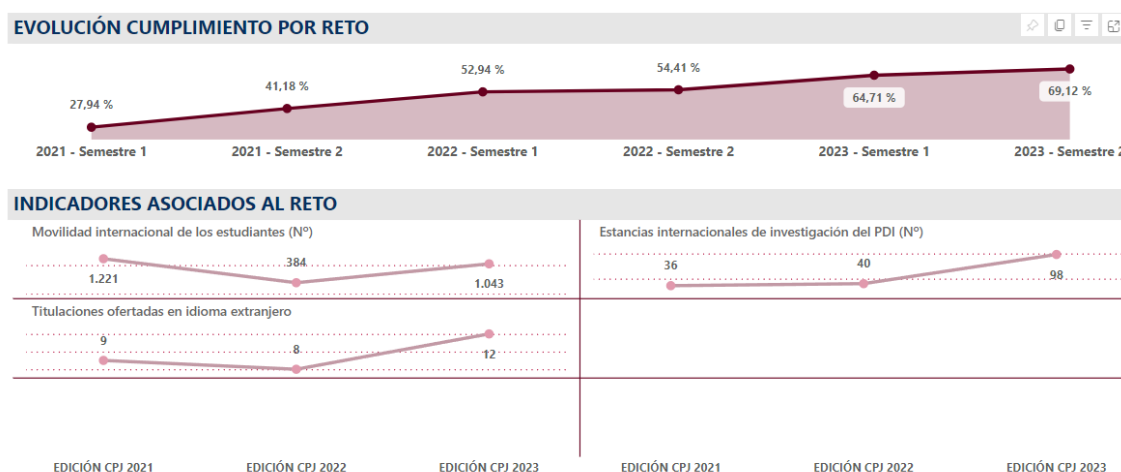 EVOLUCIÓN CUMPLIMIENTO POR RETO
27,94 %
41,18 %
52,94 %
54,41 %
64,71 %
69,12 %
2021 - Semestre 1
2021 - Semestre 2
2022 - Semestre 1
2022 - Semestre 2
2023 - Semestre 1
2023 - Semestre 2
INDICADORES ASOCIADOS AL RETO
Movilidad internacional de los estudiantes (Nº)
1.221
384
1.043
Estancias internacionales de investigación del PDI (Nº)
36
40
98
Titulaciones ofertadas en idioma extranjero
9
8
12
EDICIÓN CPJ 2021
EDICIÓN CPJ 2022
EDICIÓN CPJ 2023
EDICIÓN CPJ 2021
EDICIÓN CPJ 2022
EDICIÓN CPJ 2023